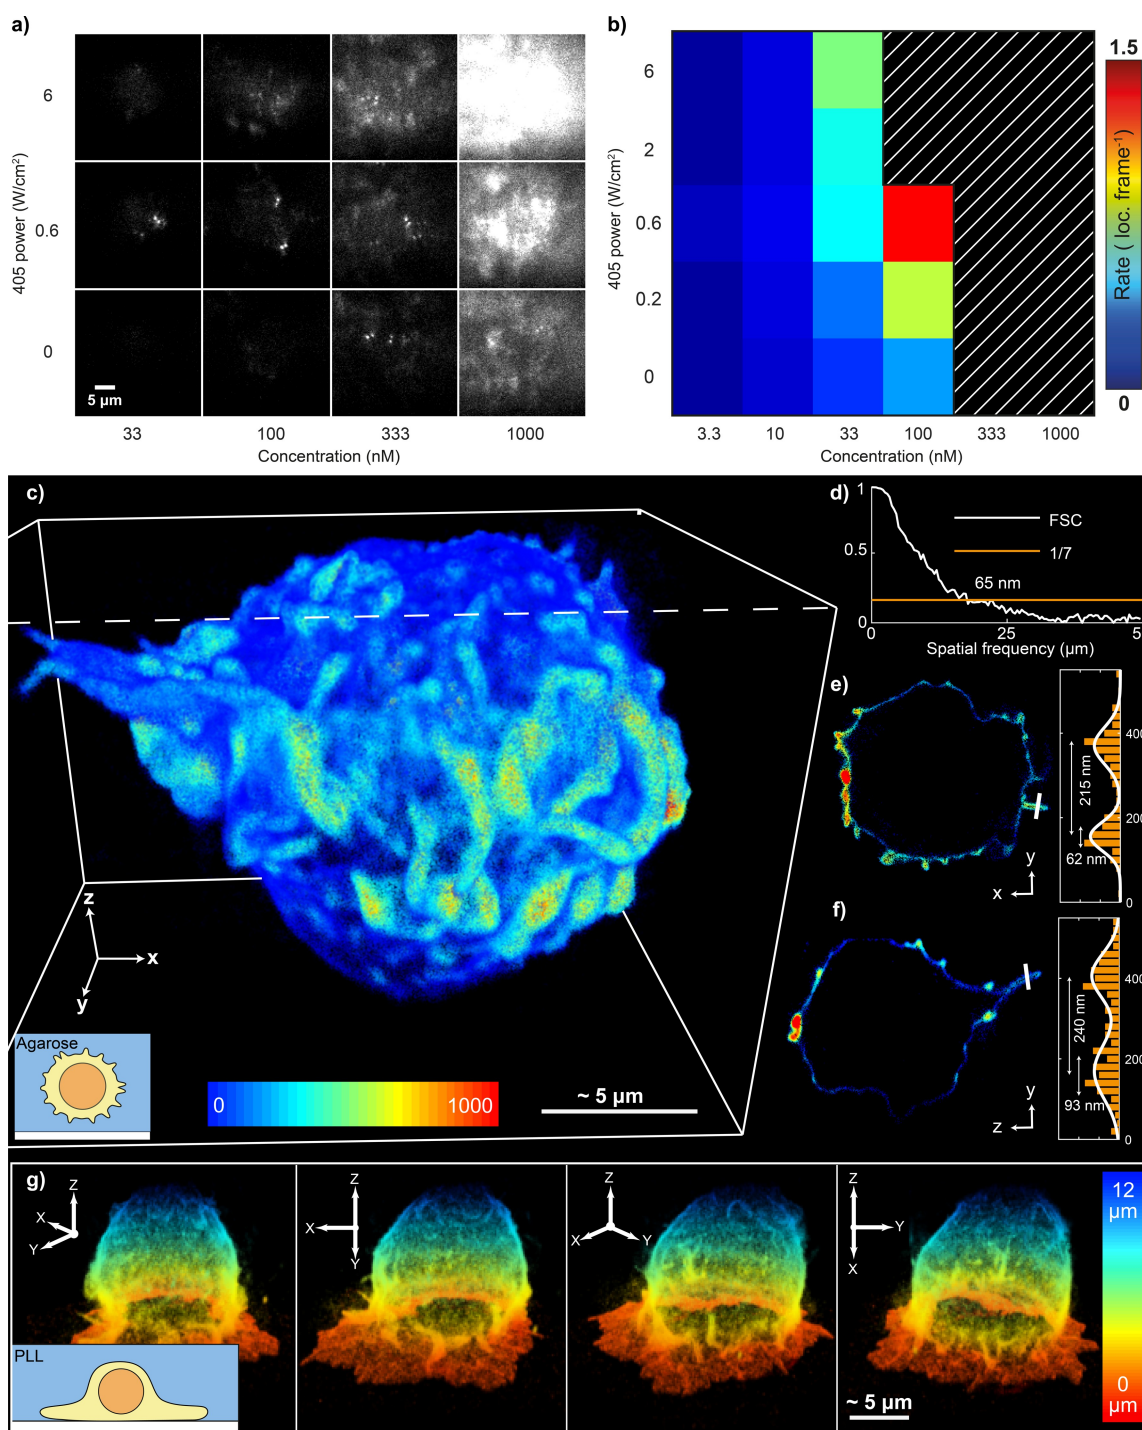 a)
6
0.6
0
405 power (W/cm²)
5 µm
33 100 333 1000
Concentration (nM)
b)
6
2
0.6
0.2
0
405 power (W/cm²)
3.3 10 33 100 333 1000
Concentration (nM)
1.5
Rate ( loc. frame⁻¹)
0
c)
z
x
y
Agarose
0 1000
~ 5 µm
d)
1
0.5
0
FSC
1/7
65 nm
0 25 5
Spatial frequency (µm)
e)
y
x
400
200
0
215 nm
62 nm
f)
y
z
400
200
0
240 nm
93 nm
g)
Z
X
Y
Z
X
Y
Z
X
Y
Z
Y
X
PLL
~ 5 µm
12
µm
0
µm